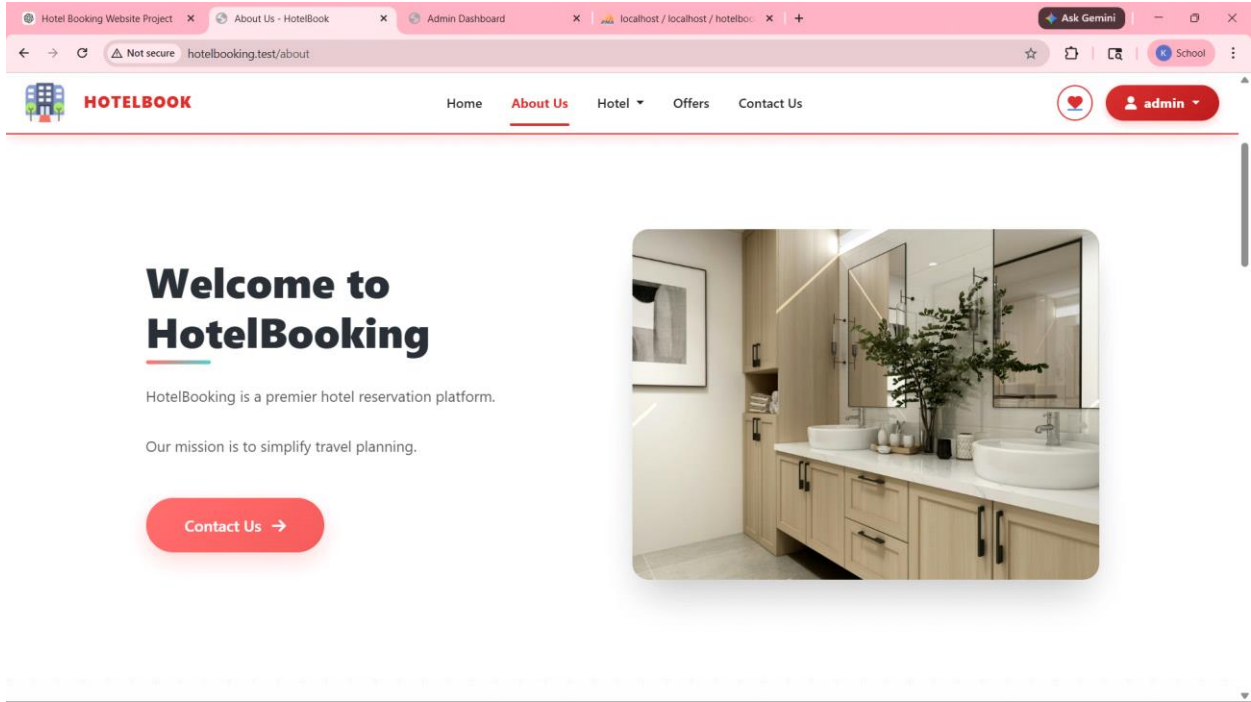 Hotel Booking Website Project
About Us - HotelBook
Admin Dashboard
localhost / localhost / hotelboo
Ask Gemini
Not secure
hotelbooking.test/about
K
School
HOTELBOOK
Home
About Us
Hotel
Offers
Contact Us
admin
Welcome to
HotelBooking
HotelBooking is a premier hotel reservation platform.
Our mission is to simplify travel planning.
Contact Us →